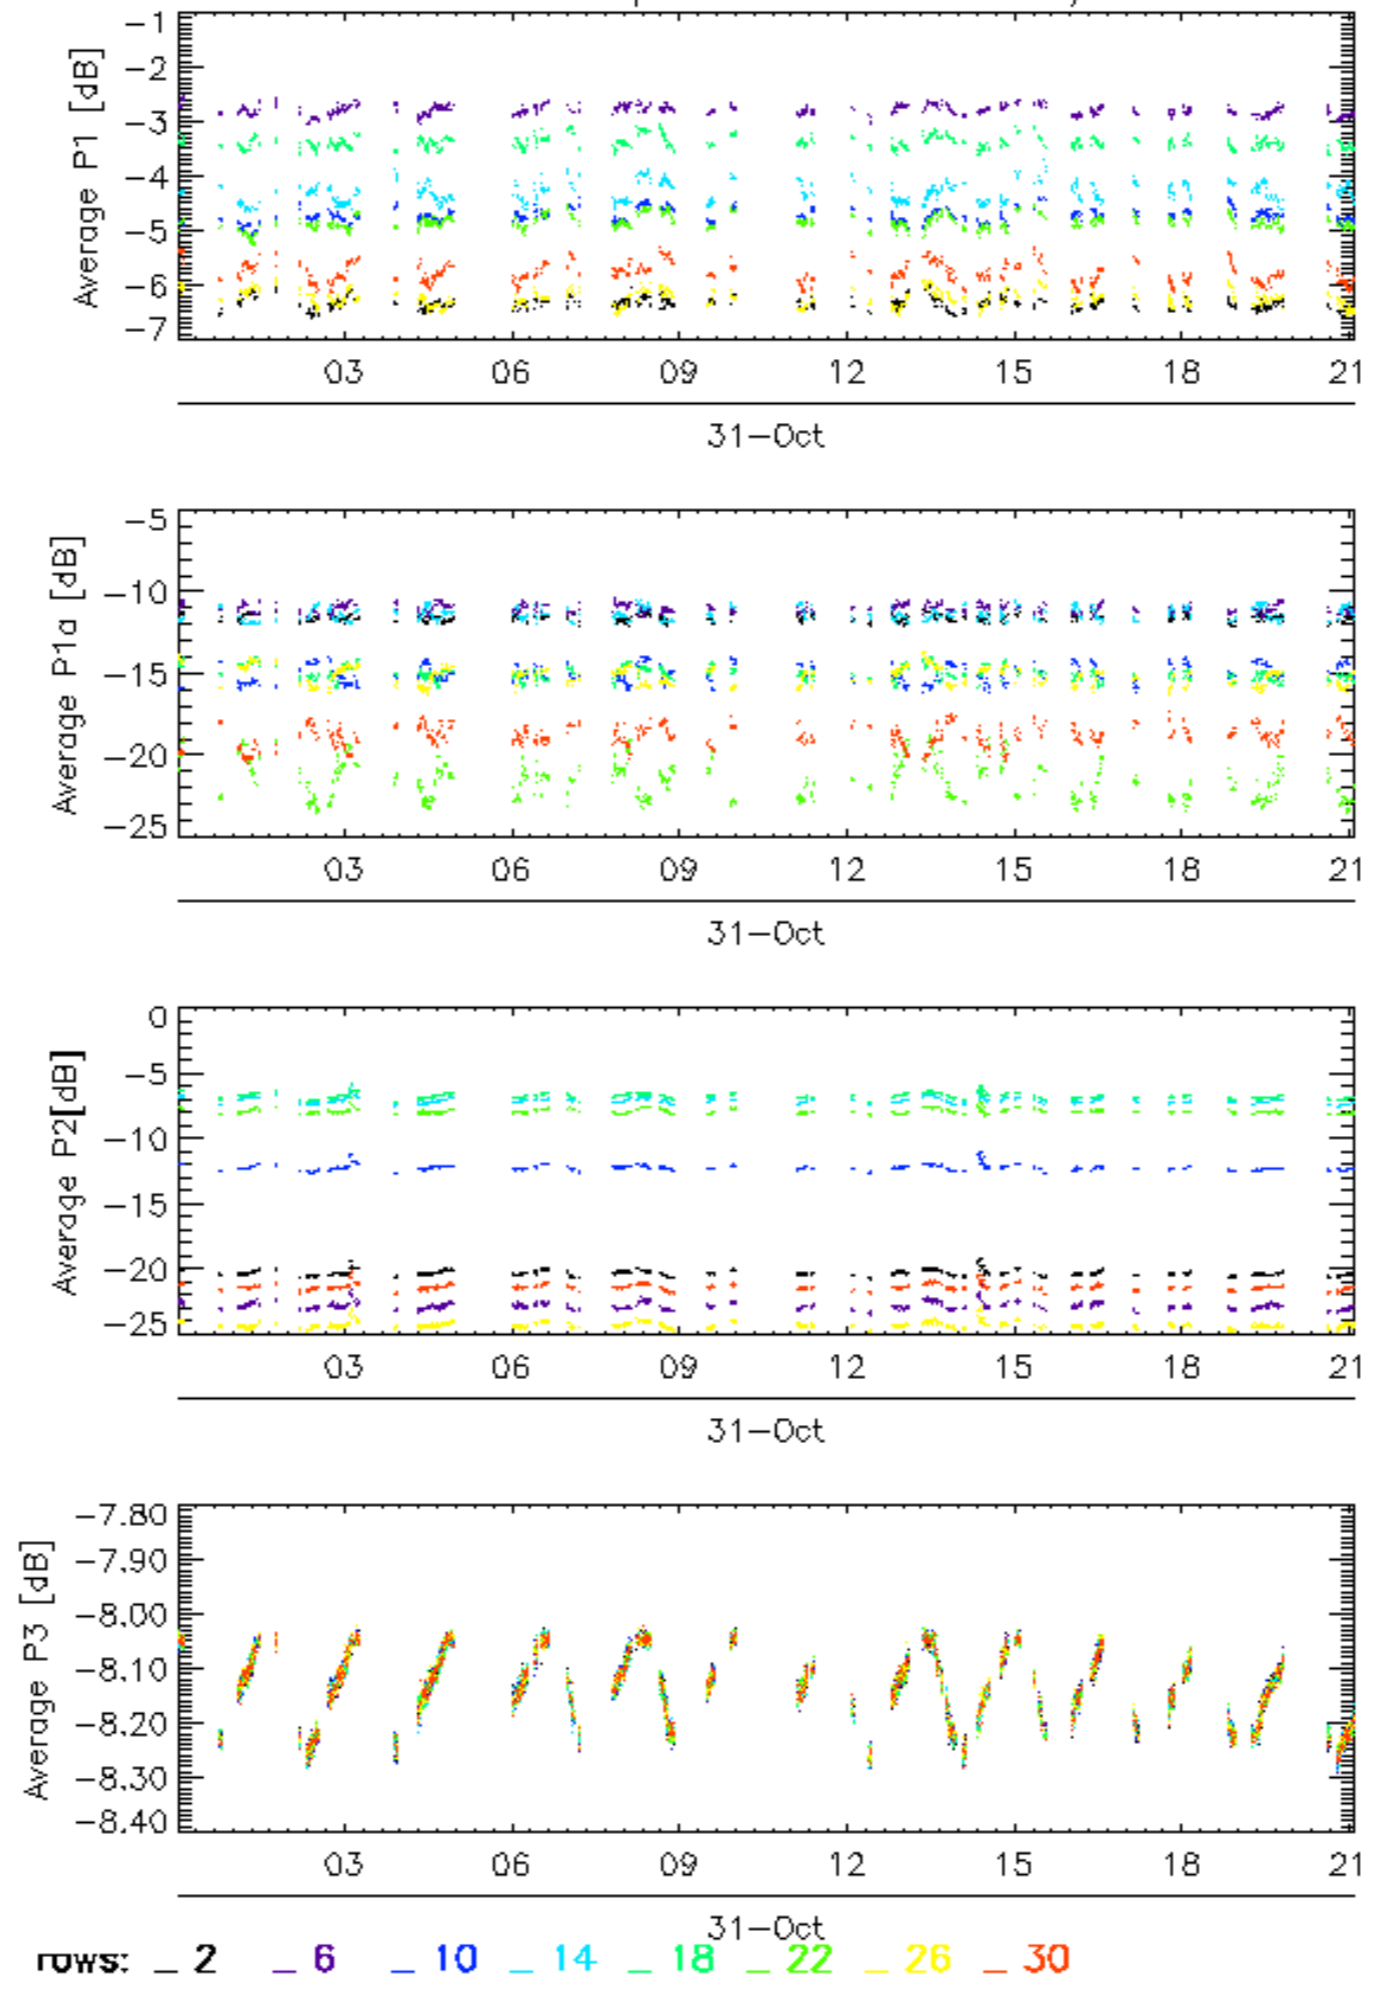 Average P1 [dB]
-1
-2
-3
-4
-5
-6
-7
03 06 09 12 15 18 21
31-Oct
Average P1a [dB]
-5
-10
-15
-20
-25
03 06 09 12 15 18 21
31-Oct
Average P2[dB]
0
-5
-10
-15
-20
-25
03 06 09 12 15 18 21
31-Oct
Average P3 [dB]
-7.80
-7.90
-8.00
-8.10
-8.20
-8.30
-8.40
03 06 09 12 15 18 21
31-Oct
rows: _ 2 _ 6 _ 10 _ 14 _ 18 _ 22 _ 26 _ 30